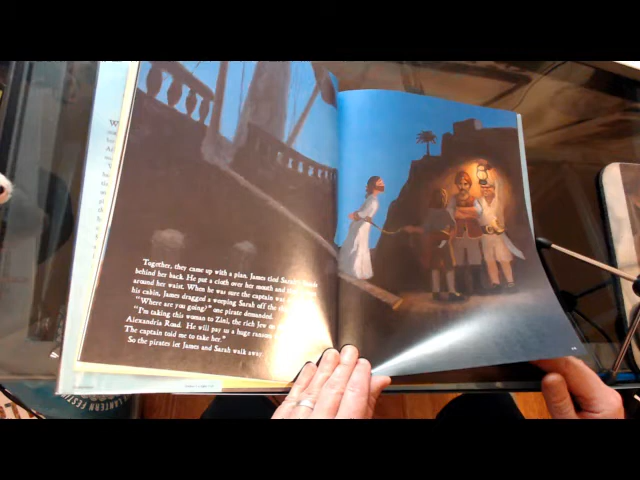 Together, they came up with a plan. James tied Sarah's
behind her back. He put a cloth over her mouth and
around her waist. When he was sure the captain was
his cabin, James dragged a weeping Sarah off the
"Where are you going?" one pirate demanded.
"I'm taking this woman to Zini, the rich Jew on
Alexandria Road. He will pay us a huge ransom
The captain told me to take her."
So the pirates let James and Sarah walk away.
LANTERN FESTI